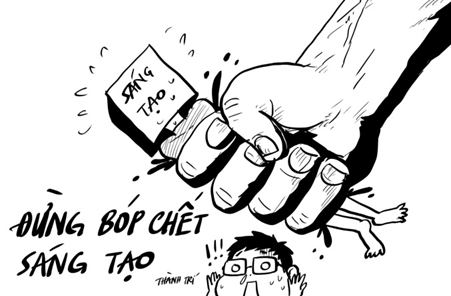 SÁNG
TẠO
ĐỪNG BÓP CHẾT
SÁNG TẠO
!!!
THÀNH TRÍ